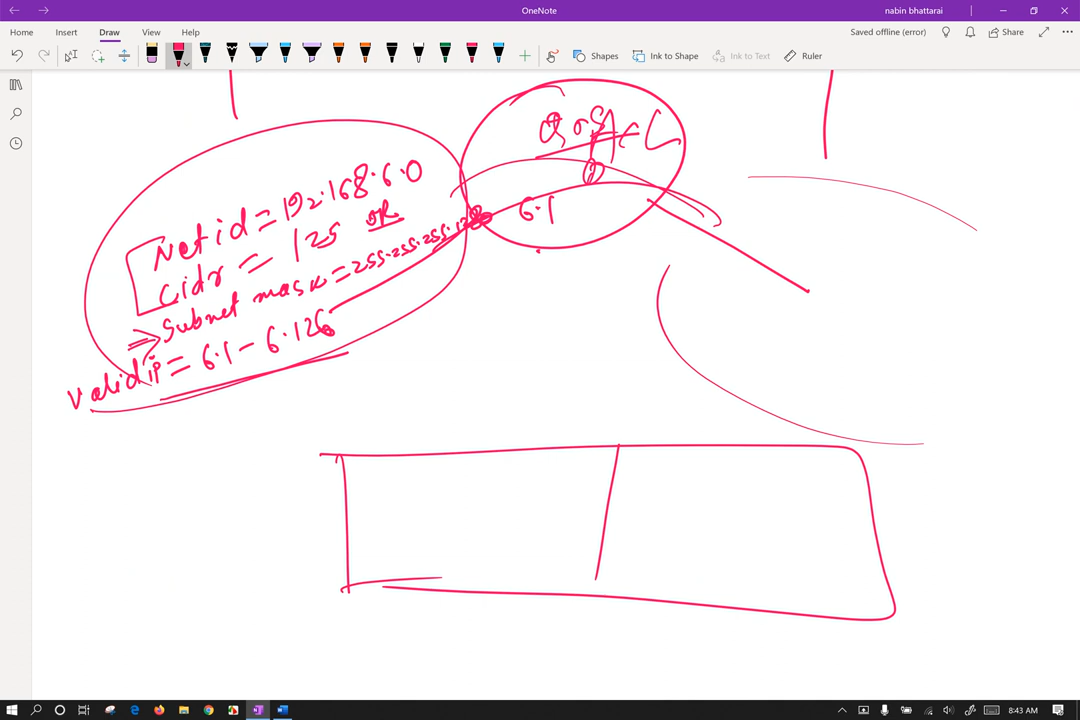 OneNote
nabin bhattarai
Home
Insert
Draw
View
Help
Saved offline (error)
Share
Shapes
Ink to Shape
Ink to Text
Ruler
Net id = 192.168.6.0
Cidr = 125 OR
=> Subnet mask = 255.255.255.128
Valid ip = 6.1 - 6.126
6.1
8:43 AM